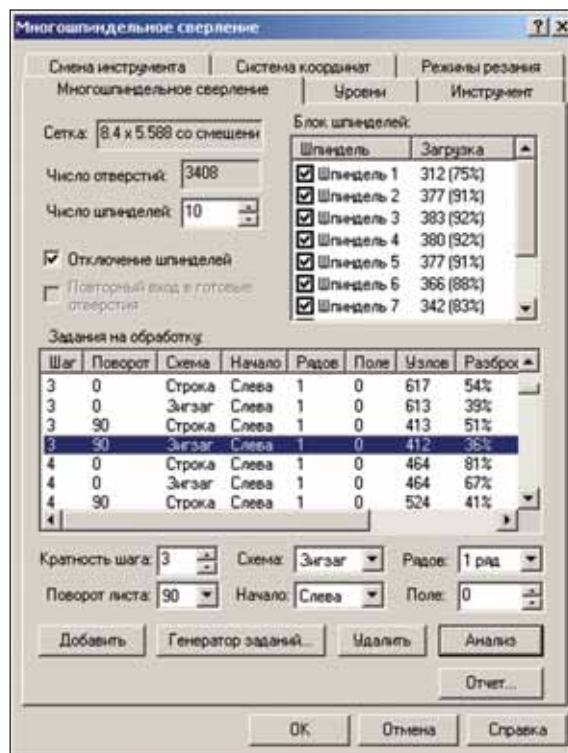 Многошпиндельное сверление
Смена инструмента Система координат Режимы резания
Многошпиндельное сверление Уровни Инструмент
Сетка: 8.4 x 5.588 со смещени
Число отверстий: 3408
Число шпинделей: 10
Отключение шпинделей
Повторный вход в готовые
отверстия
Блок шпинделей:
Шпиндель Загрузка
Шпиндель 1 312 (75%)
Шпиндель 2 377 (91%)
Шпиндель 3 383 (92%)
Шпиндель 4 380 (92%)
Шпиндель 5 377 (91%)
Шпиндель 6 366 (88%)
Шпиндель 7 342 (83%)
Задания на обработку:
Шаг Поворот Схема Начало Рядов Поле Узлов Разброс
3 0 Строка Слева 1 0 617 54%
3 0 Зигзаг Слева 1 0 613 39%
3 90 Строка Слева 1 0 413 51%
3 90 Зигзаг Слева 1 0 412 36%
4 0 Строка Слева 1 0 464 81%
4 0 Зигзаг Слева 1 0 464 67%
4 90 Строка Слева 1 0 524 41%
Кратность шага: 3 Схема: Зигзаг Рядов: 1 ряд
Поворот листа: 90 Начало: Слева Поле: 0
Добавить Генератор заданий... Удалить Анализ
Отчет...
OK Отмена Справка